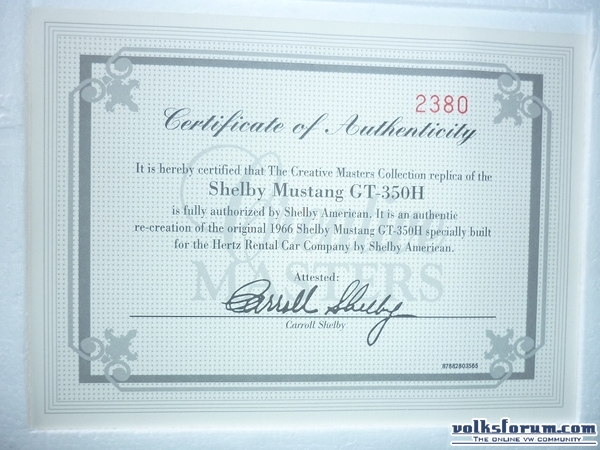 2380
Certificate of Authenticity
It is hereby certified that The Creative Masters Collection replica of the
Shelby Mustang GT-350H
is fully authorized by Shelby American. It is an authentic
re-creation of the original 1966 Shelby Mustang GT-350H specially built
for the Hertz Rental Car Company by Shelby American.
Creative
MASTERS
Attested:
Carroll Shelby
Carroll Shelby
87882803565
volksforum.com
THE ONLINE VW COMMUNITY